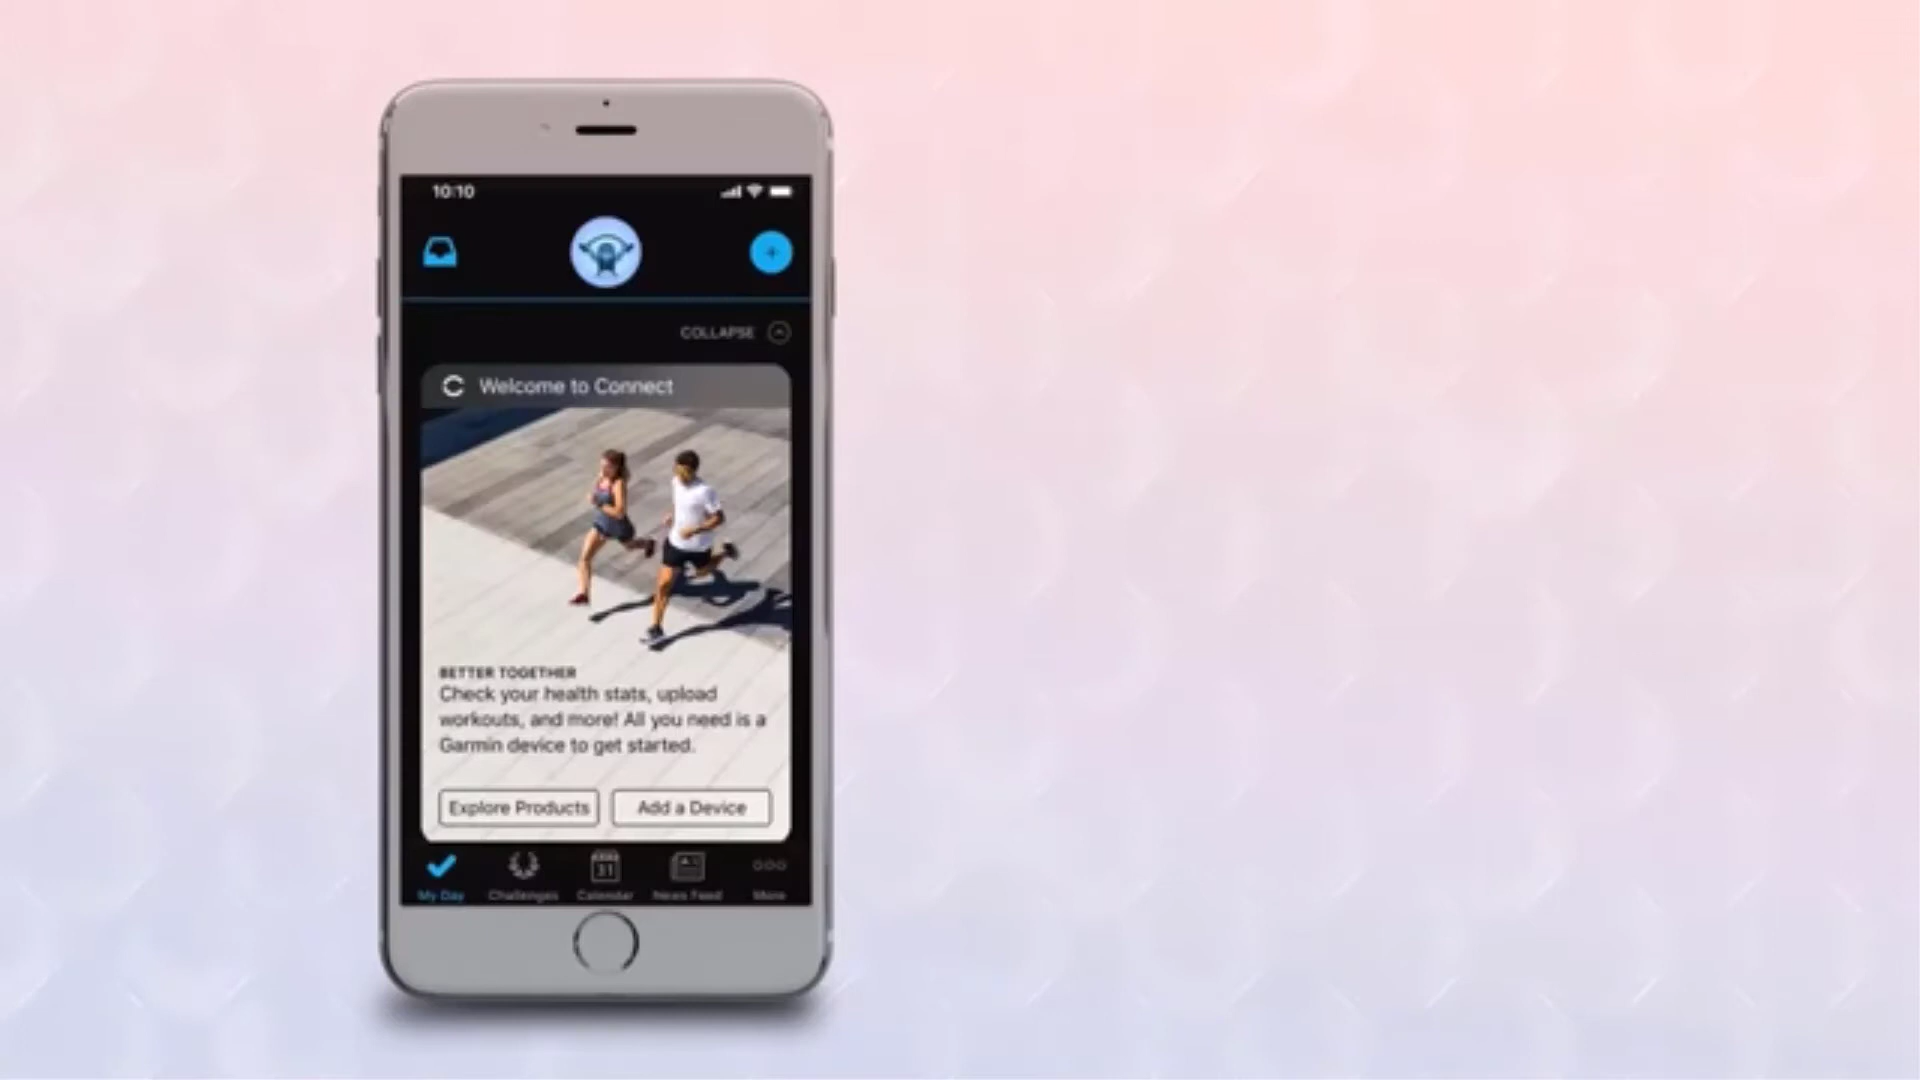 10:10
COLLAPSE
Welcome to Connect
BETTER TOGETHER
Check your health stats, upload
workouts, and more! All you need is a
Garmin device to get started.
Explore Products
Add a Device
31
My Day
Challenges
Calendar
News Feed
More